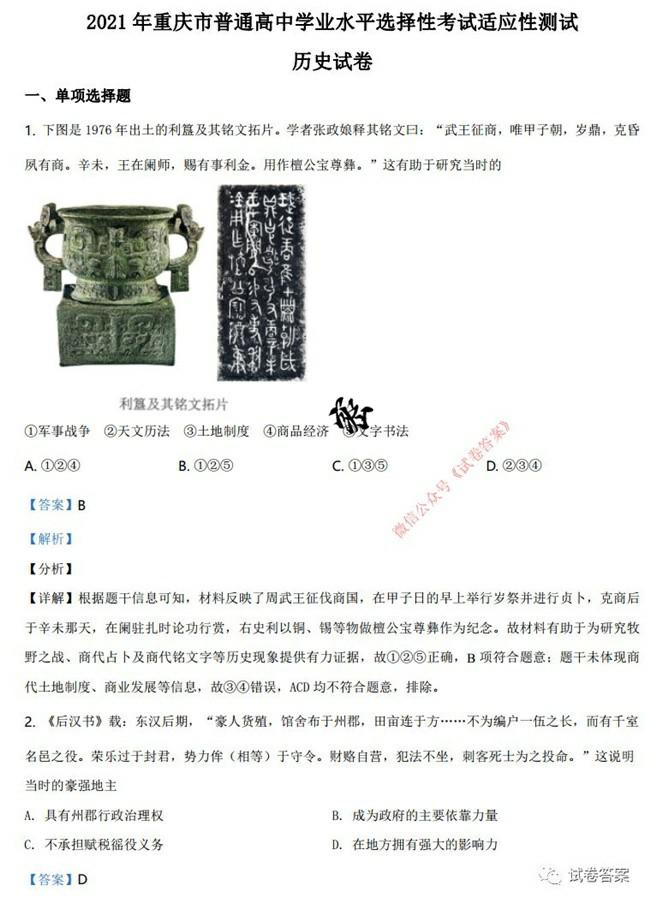 2021 年重庆市普通高中学业水平选择性考试适应性测试
历史试卷
一、单项选择题
1. 下图是 1976 年出土的利簋及其铭文拓片。学者张政娘释其铭文曰：“武王征商，唯甲子朝，岁鼎，克昏
夙有商。辛未，王在阑师，赐有事利金。用作檀公宝尊彝。”这有助于研究当时的
利簋及其铭文拓片
①军事战争 ②天文历法 ③土地制度 ④商品经济 ⑤文字书法
A. ①②④ B. ①②⑤ C. ①③⑤ D. ②③④
微信公众号《试卷答案》
【答案】B
【解析】
【分析】
【详解】根据题干信息可知，材料反映了周武王征伐商国，在甲子日的早上举行岁祭并进行贞卜，克商后
于辛未那天，在阑驻扎时论功行赏，右史利以铜、锡等物做檀公宝尊彝作为纪念。故材料有助于为研究牧
野之战、商代占卜及商代铭文字等历史现象提供有力证据，故①②⑤正确，B 项符合题意；题干未体现商
代土地制度、商业发展等信息，故③④错误，ACD 均不符合题意，排除。
2. 《后汉书》载：东汉后期，“豪人货殖，馆舍布于州郡，田亩连于方……不为编户一伍之长，而有千室
名邑之役。荣乐过于封君，势力侔（相等）于守令。财赂自营，犯法不坐，刺客死士为之投命。”这说明
当时的豪强地主
A. 具有州郡行政治理权 B. 成为政府的主要依靠力量
C. 不承担赋税徭役义务 D. 在地方拥有强大的影响力
【答案】D
试卷答案